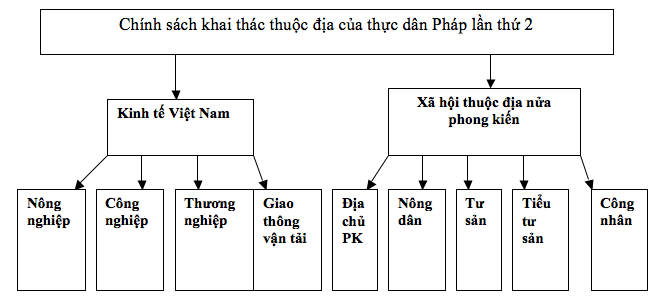 Chính sách khai thác thuộc địa của thực dân Pháp lần thứ 2
Kinh tế Việt Nam
Xã hội thuộc địa nửa
phong kiến
Nông
nghiệp
Công
nghiệp
Thương
nghiệp
Giao
thông
vận tải
Địa
chủ
PK
Nông
dân
Tư
sản
Tiểu
tư
sản
Công
nhân